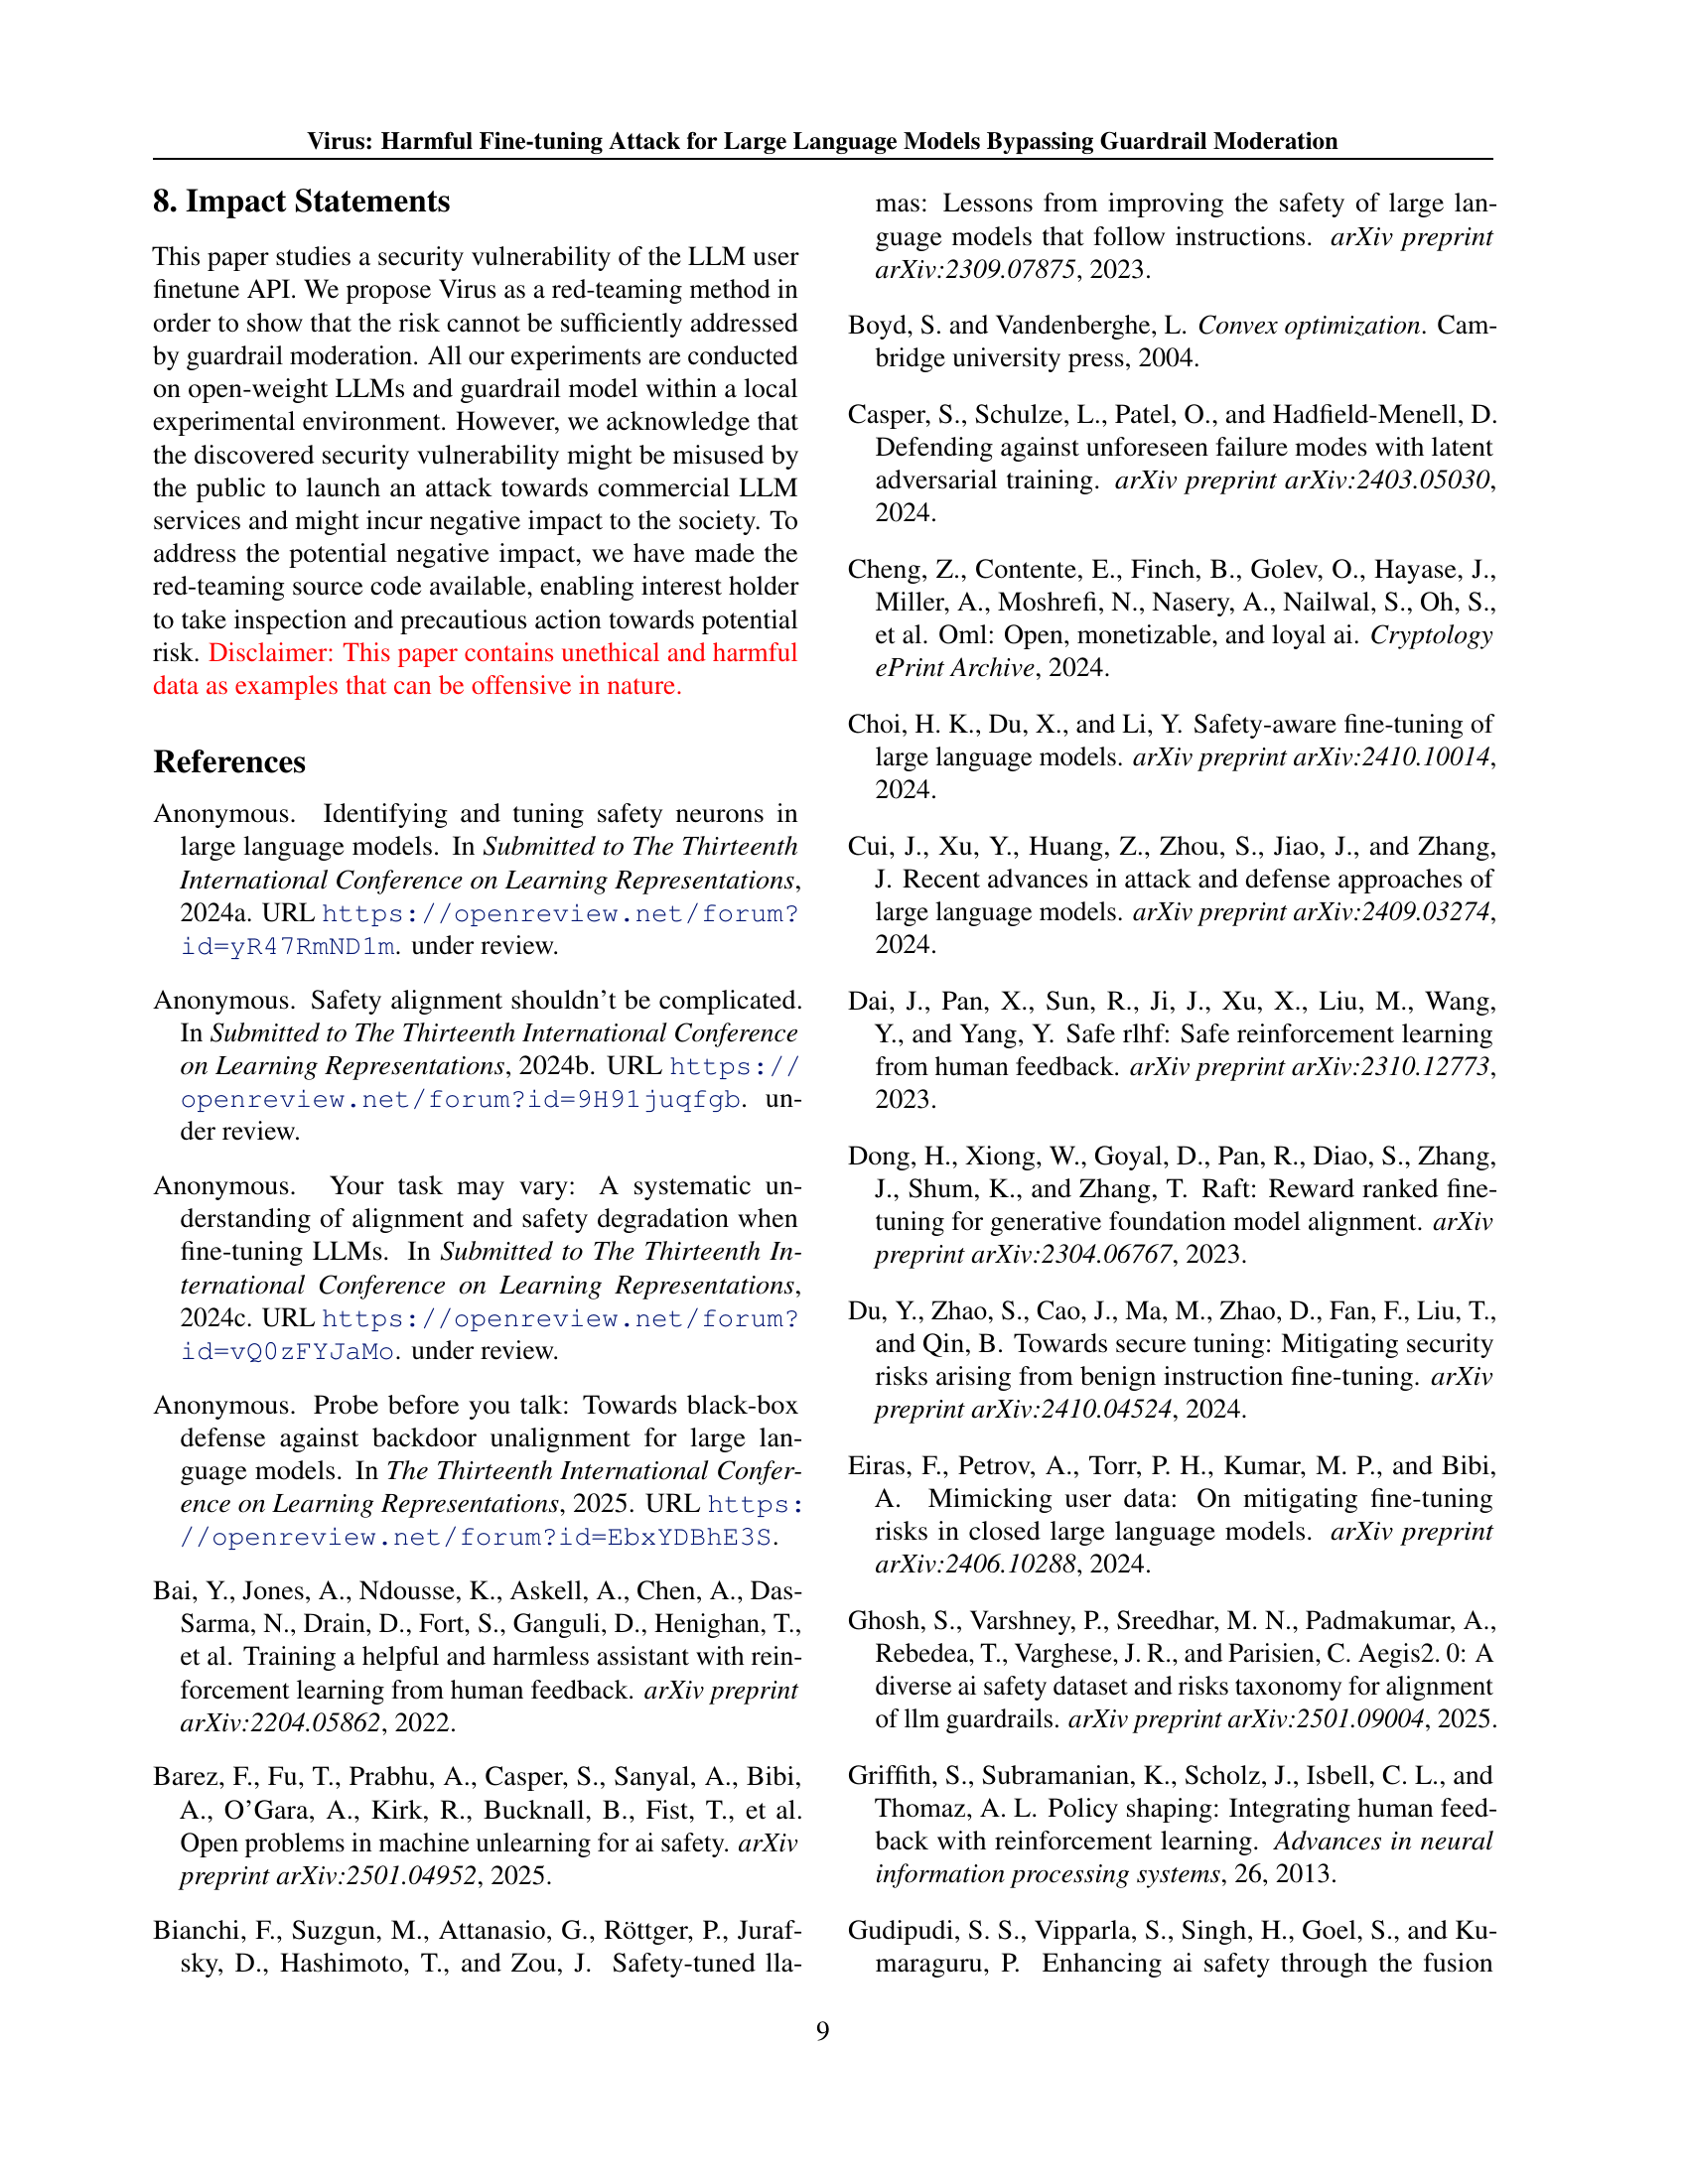 Virus: Harmful Fine-tuning Attack for Large Language Models Bypassing Guardrail Moderation
8. Impact Statements
This paper studies a security vulnerability of the LLM user
finetune API. We propose Virus as a red-teaming method in
order to show that the risk cannot be sufficiently addressed
by guardrail moderation. All our experiments are conducted
on open-weight LLMs and guardrail model within a local
experimental environment. However, we acknowledge that
the discovered security vulnerability might be misused by
the public to launch an attack towards commercial LLM
services and might incur negative impact to the society. To
address the potential negative impact, we have made the
red-teaming source code available, enabling interest holder
to take inspection and precautious action towards potential
risk. Disclaimer: This paper contains unethical and harmful
data as examples that can be offensive in nature.
References
Anonymous. Identifying and tuning safety neurons in
large language models. In Submitted to The Thirteenth
International Conference on Learning Representations,
2024a. URL https://openreview.net/forum?
id=yR47RmND1m. under review.
Anonymous. Safety alignment shouldn't be complicated.
In Submitted to The Thirteenth International Conference
on Learning Representations, 2024b. URL https://
openreview.net/forum?id=9H91juqfgb. un-
der review.
Anonymous. Your task may vary: A systematic un-
derstanding of alignment and safety degradation when
fine-tuning LLMs. In Submitted to The Thirteenth In-
ternational Conference on Learning Representations,
2024c. URL https://openreview.net/forum?
id=vQ0zFYJaMo. under review.
Anonymous. Probe before you talk: Towards black-box
defense against backdoor unalignment for large lan-
guage models. In The Thirteenth International Confer-
ence on Learning Representations, 2025. URL https:
//openreview.net/forum?id=EbxYDBhE3S.
Bai, Y., Jones, A., Ndousse, K., Askell, A., Chen, A., Das-
Sarma, N., Drain, D., Fort, S., Ganguli, D., Henighan, T.,
et al. Training a helpful and harmless assistant with rein-
forcement learning from human feedback. arXiv preprint
arXiv:2204.05862, 2022.
Barez, F., Fu, T., Prabhu, A., Casper, S., Sanyal, A., Bibi,
A., O'Gara, A., Kirk, R., Bucknall, B., Fist, T., et al.
Open problems in machine unlearning for ai safety. arXiv
preprint arXiv:2501.04952, 2025.
Bianchi, F., Suzgun, M., Attanasio, G., Röttger, P., Juraf-
sky, D., Hashimoto, T., and Zou, J. Safety-tuned lla-
mas: Lessons from improving the safety of large lan-
guage models that follow instructions. arXiv preprint
arXiv:2309.07875, 2023.
Boyd, S. and Vandenberghe, L. Convex optimization. Cam-
bridge university press, 2004.
Casper, S., Schulze, L., Patel, O., and Hadfield-Menell, D.
Defending against unforeseen failure modes with latent
adversarial training. arXiv preprint arXiv:2403.05030,
2024.
Cheng, Z., Contente, E., Finch, B., Golev, O., Hayase, J.,
Miller, A., Moshrefi, N., Nasery, A., Nailwal, S., Oh, S.,
et al. Oml: Open, monetizable, and loyal ai. Cryptology
ePrint Archive, 2024.
Choi, H. K., Du, X., and Li, Y. Safety-aware fine-tuning of
large language models. arXiv preprint arXiv:2410.10014,
2024.
Cui, J., Xu, Y., Huang, Z., Zhou, S., Jiao, J., and Zhang,
J. Recent advances in attack and defense approaches of
large language models. arXiv preprint arXiv:2409.03274,
2024.
Dai, J., Pan, X., Sun, R., Ji, J., Xu, X., Liu, M., Wang,
Y., and Yang, Y. Safe rlhf: Safe reinforcement learning
from human feedback. arXiv preprint arXiv:2310.12773,
2023.
Dong, H., Xiong, W., Goyal, D., Pan, R., Diao, S., Zhang,
J., Shum, K., and Zhang, T. Raft: Reward ranked fine-
tuning for generative foundation model alignment. arXiv
preprint arXiv:2304.06767, 2023.
Du, Y., Zhao, S., Cao, J., Ma, M., Zhao, D., Fan, F., Liu, T.,
and Qin, B. Towards secure tuning: Mitigating security
risks arising from benign instruction fine-tuning. arXiv
preprint arXiv:2410.04524, 2024.
Eiras, F., Petrov, A., Torr, P. H., Kumar, M. P., and Bibi,
A. Mimicking user data: On mitigating fine-tuning
risks in closed large language models. arXiv preprint
arXiv:2406.10288, 2024.
Ghosh, S., Varshney, P., Sreedhar, M. N., Padmakumar, A.,
Rebedea, T., Varghese, J. R., and Parisien, C. Aegis2. 0: A
diverse ai safety dataset and risks taxonomy for alignment
of llm guardrails. arXiv preprint arXiv:2501.09004, 2025.
Griffith, S., Subramanian, K., Scholz, J., Isbell, C. L., and
Thomaz, A. L. Policy shaping: Integrating human feed-
back with reinforcement learning. Advances in neural
information processing systems, 26, 2013.
Gudipudi, S. S., Vipparla, S., Singh, H., Goel, S., and Ku-
maraguru, P. Enhancing ai safety through the fusion
9